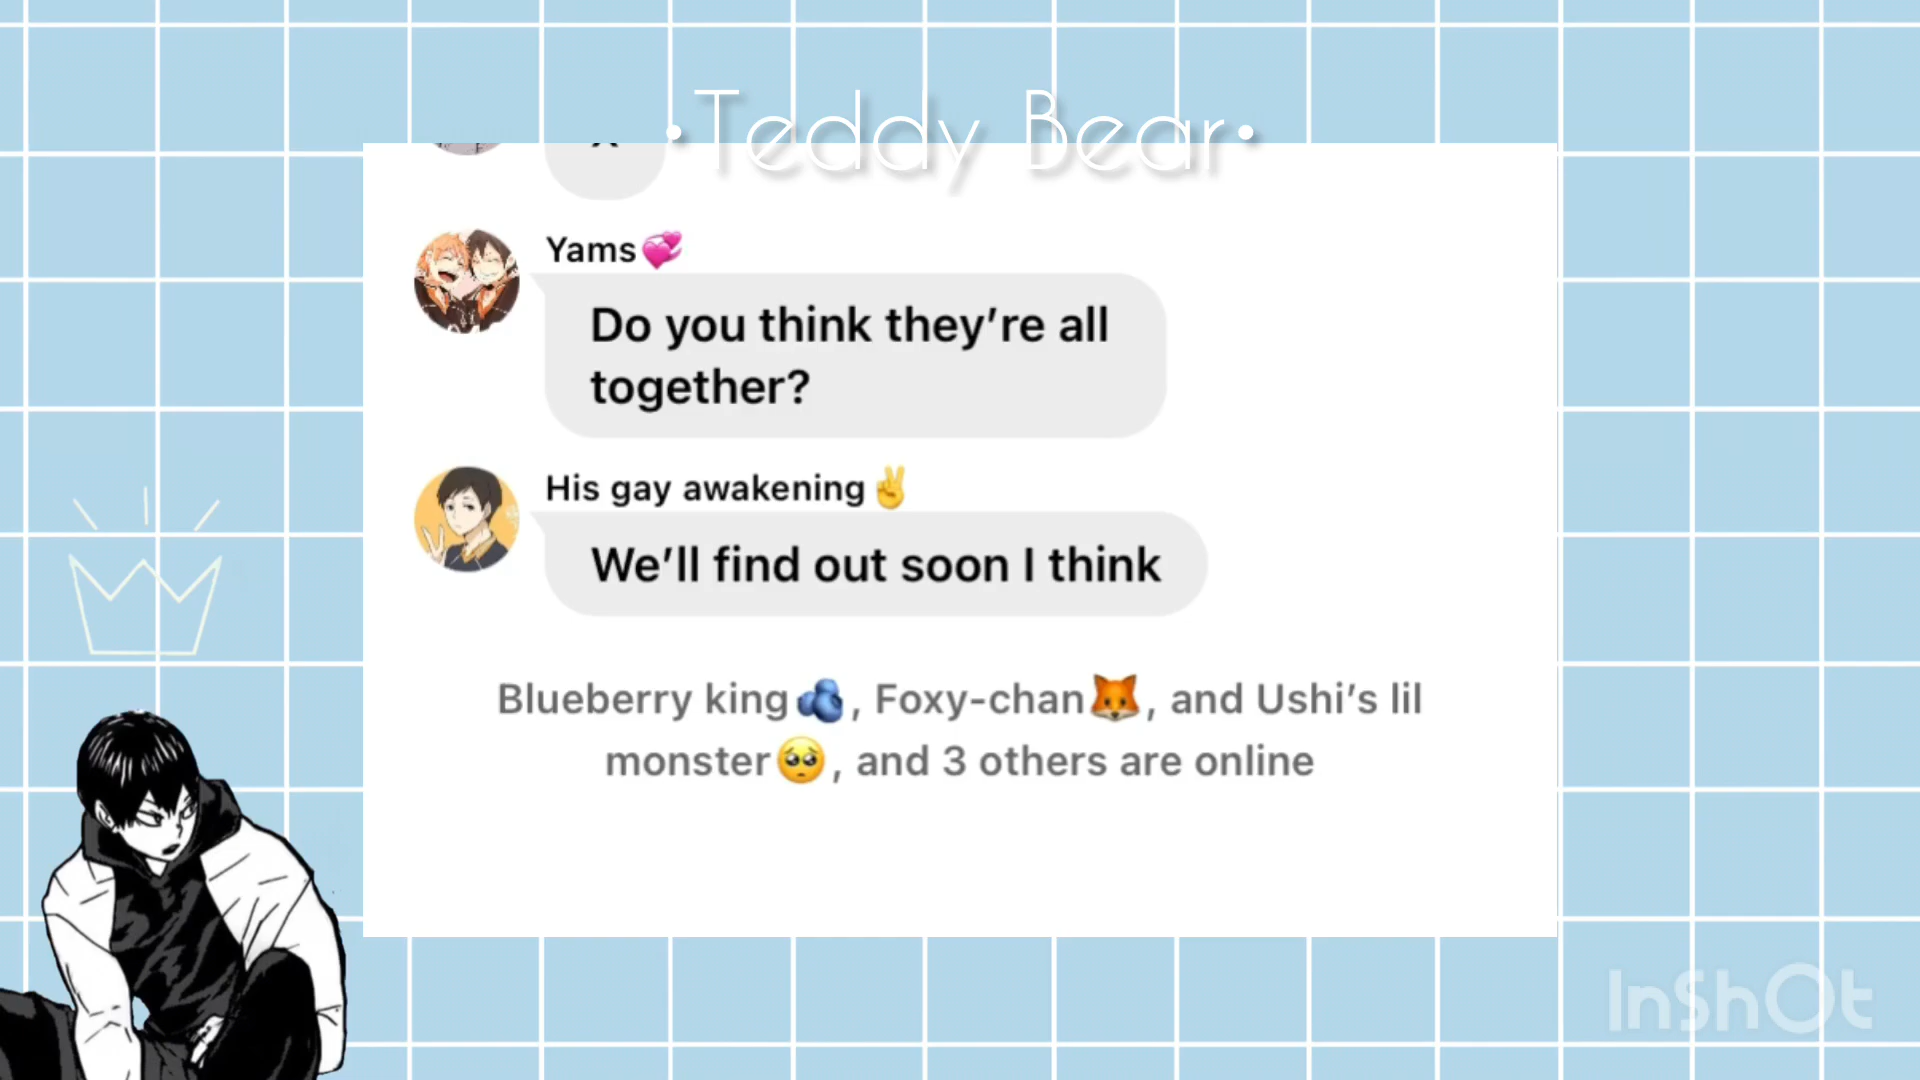 •Teddy Bear•
Yams💞
Do you think they’re all
together?
His gay awakening✌️
We’ll find out soon I think
Blueberry king🫐, Foxy-chan🦊, and Ushi’s lil
monster🥺, and 3 others are online
InShOt